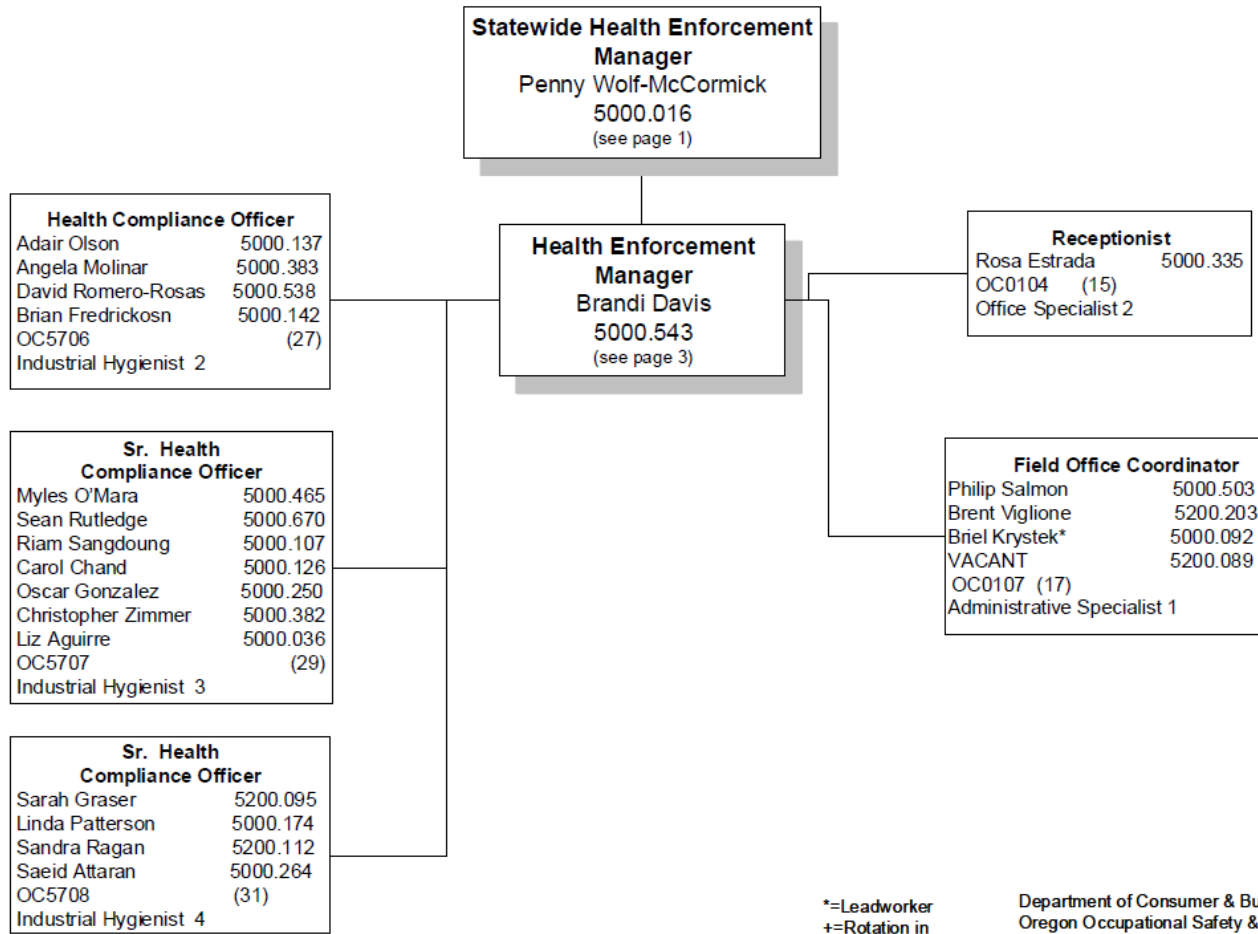 Statewide Health Enforcement
Manager
Penny Wolf-McCormick
5000.016
(see page 1)
Health Enforcement
Manager
Brandi Davis
5000.543
(see page 3)
Health Compliance Officer
Adair Olson 5000.137
Angela Molinar 5000.383
David Romero-Rosas 5000.538
Brian Fredrickosn 5000.142
OC5706 (27)
Industrial Hygienist 2
Sr. Health
Compliance Officer
Myles O'Mara 5000.465
Sean Rutledge 5000.670
Riam Sangdoung 5000.107
Carol Chand 5000.126
Oscar Gonzalez 5000.250
Christopher Zimmer 5000.382
Liz Aguirre 5000.036
OC5707 (29)
Industrial Hygienist 3
Sr. Health
Compliance Officer
Sarah Graser 5200.095
Linda Patterson 5000.174
Sandra Ragan 5200.112
Saeid Attaran 5000.264
OC5708 (31)
Industrial Hygienist 4
Receptionist
Rosa Estrada 5000.335
OC0104 (15)
Office Specialist 2
Field Office Coordinator
Philip Salmon 5000.503
Brent Viglione 5200.203
Briel Krystek* 5000.092
VACANT 5200.089
OC0107 (17)
Administrative Specialist 1
*=Leadworker
+=Rotation in
Department of Consumer & Bu
Oregon Occupational Safety &